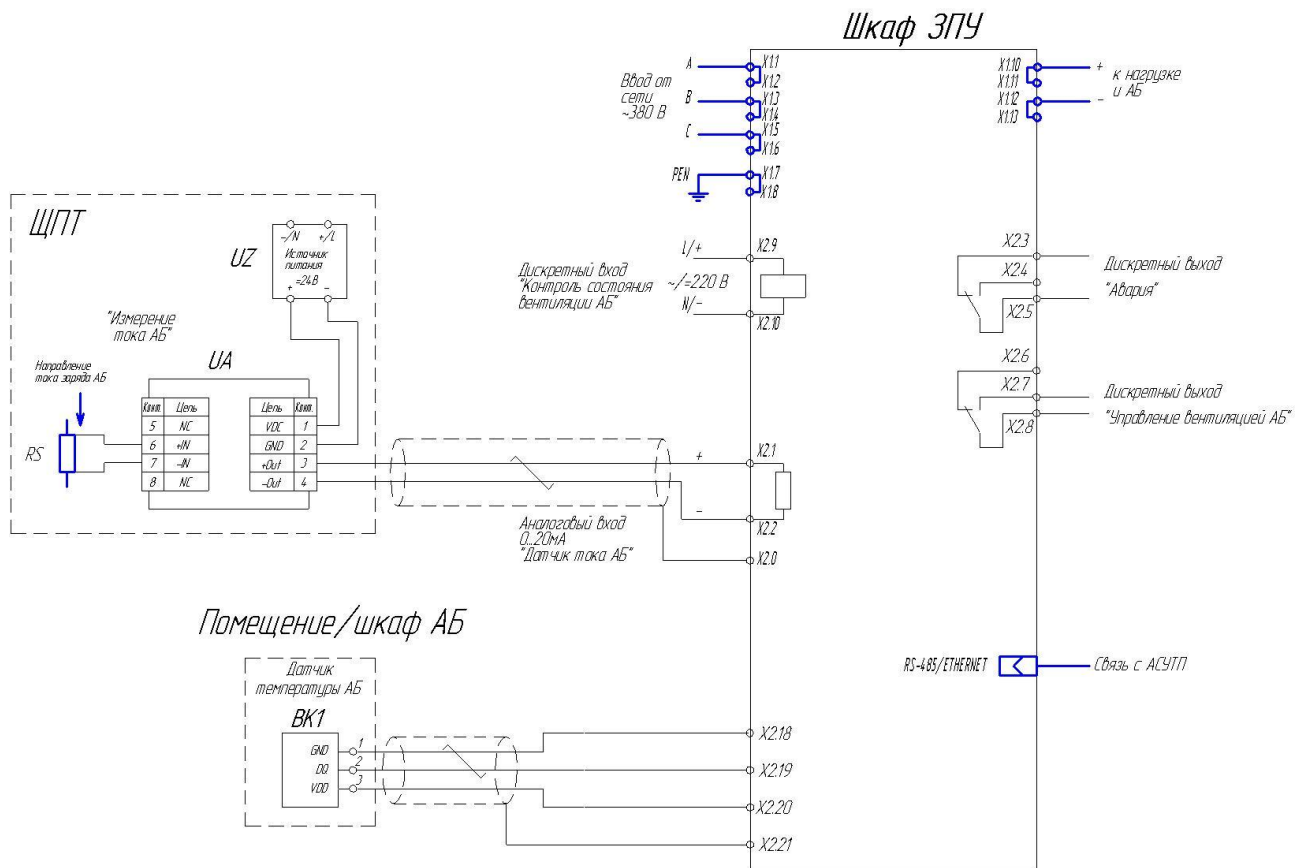 Шкаф ЗПУ
A
X1.1
X1.2
Ввод от
сети
~380 В
B
X1.3
X1.4
C
X1.5
X1.6
PEN
X1.7
X1.8
X1.10
X1.11
X1.12
X1.13
+
к нагрузке
и АБ
-
ЩПТ
UZ
-/N
+/L
Источник
питания
=24В
+
-
"Измерение
тока АБ"
UA
Направление
тока заряда АБ
RS
Конт. Цепь
5 NC
6 +IN
7 -IN
8 NC
Цепь Конт.
VDC 1
GND 2
+Out 3
-Out 4
L/+
X2.9
Дискретный вход
"Контроль состояния
вентиляции АБ"
~/=220 В
N/-
X2.10
X2.3
X2.4
X2.5
Дискретный выход
"Авария"
X2.6
X2.7
X2.8
Дискретный выход
"Управление вентиляцией АБ"
+
X2.1
-
X2.2
Аналоговый вход
0...20мА
"Датчик тока АБ"
X2.0
Помещение/шкаф АБ
Датчик
температуры АБ
BK1
GND 1
DQ 2
VDD 3
RS-485/ETHERNET
Связь с АСУТП
X2.18
X2.19
X2.20
X2.21